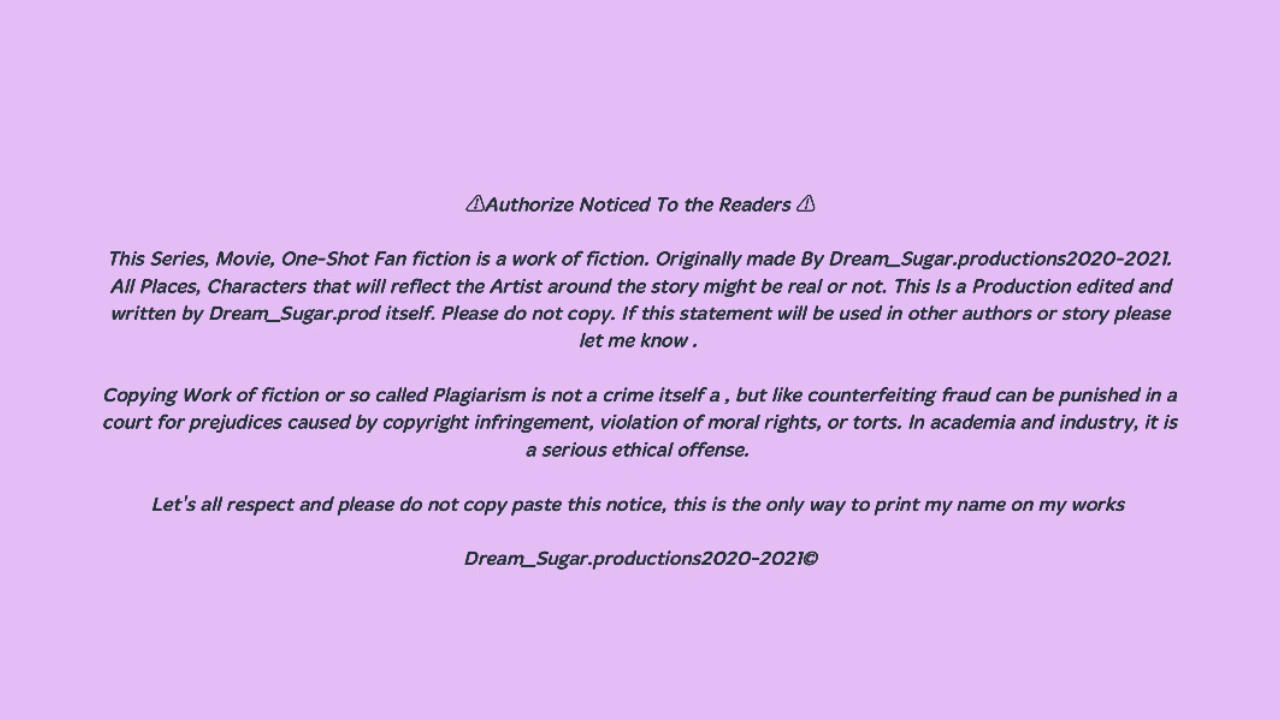 ⚠Authorize Noticed To the Readers ⚠
This Series, Movie, One-Shot Fan fiction is a work of fiction. Originally made By Dream_Sugar.productions2020-2021.
All Places, Characters that will reflect the Artist around the story might be real or not. This Is a Production edited and
written by Dream_Sugar.prod itself. Please do not copy. If this statement will be used in other authors or story please
let me know .
Copying Work of fiction or so called Plagiarism is not a crime itself a , but like counterfeiting fraud can be punished in a
court for prejudices caused by copyright infringement, violation of moral rights, or torts. In academia and industry, it is
a serious ethical offense.
Let's all respect and please do not copy paste this notice, this is the only way to print my name on my works
Dream_Sugar.productions2020-2021©